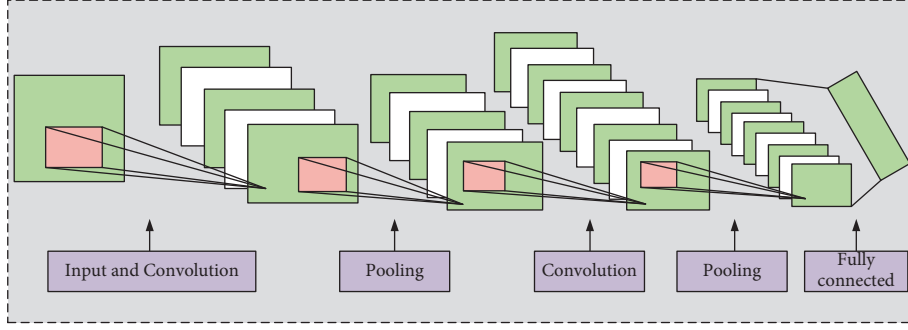 Input and Convolution
Pooling
Convolution
Pooling
Fully
connected